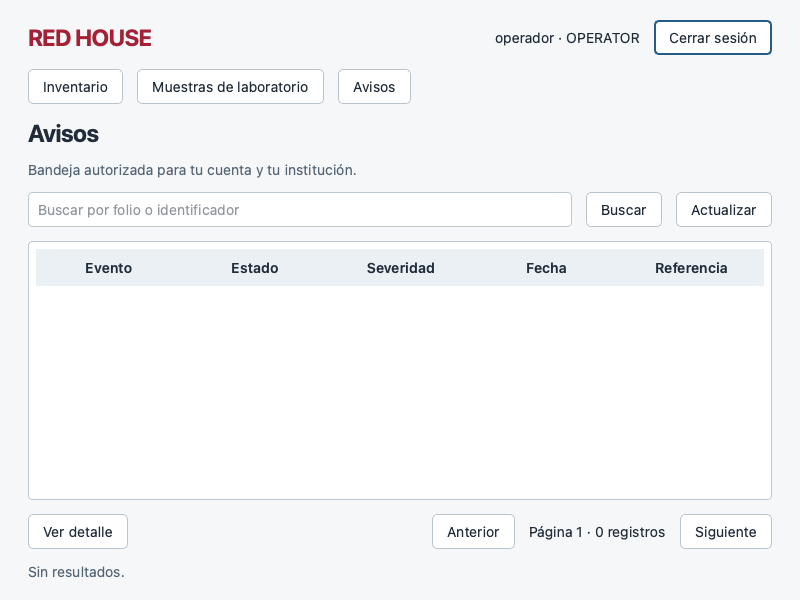 RED HOUSE
operador · OPERATOR
Cerrar sesión
Inventario
Muestras de laboratorio
Avisos
Avisos
Bandeja autorizada para tu cuenta y tu institución.
Buscar por folio o identificador
Buscar
Actualizar
Evento
Estado
Severidad
Fecha
Referencia
Ver detalle
Anterior
Página 1 · 0 registros
Siguiente
Sin resultados.